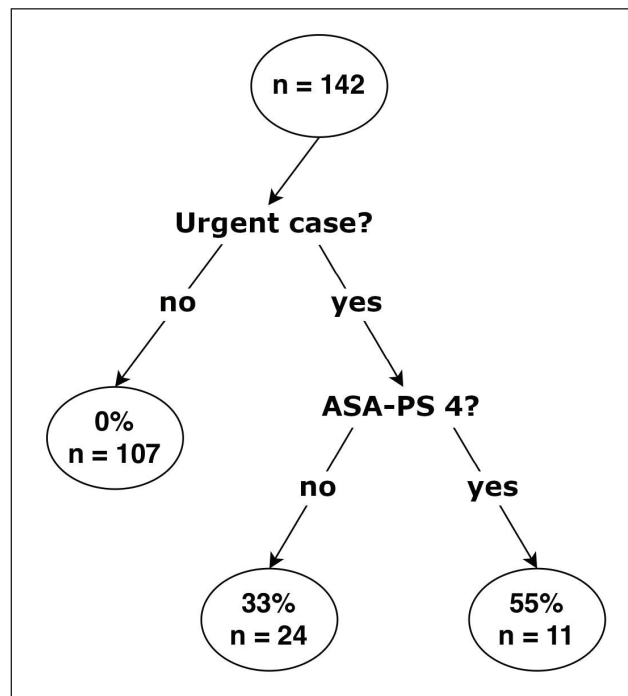 n = 142
Urgent case?
no
yes
0%
n = 107
ASA-PS 4?
no
yes
33%
n = 24
55%
n = 11